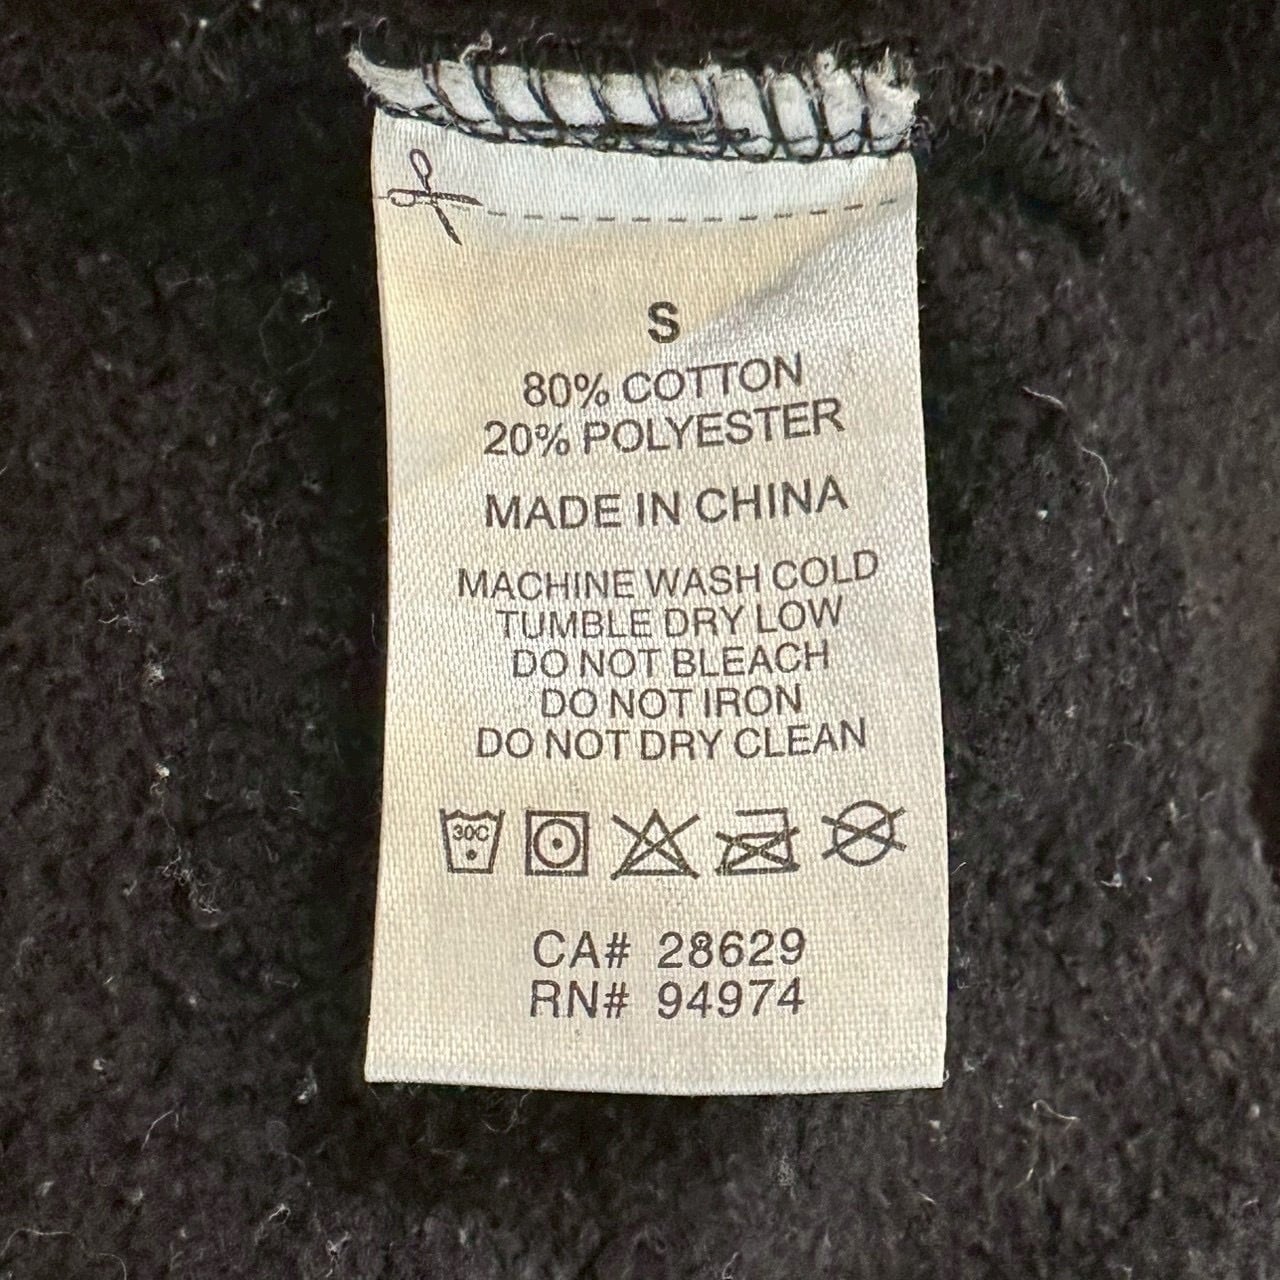 S
80% COTTON
20% POLYESTER
MADE IN CHINA
MACHINE WASH COLD
TUMBLE DRY LOW
DO NOT BLEACH
DO NOT IRON
DO NOT DRY CLEAN
30C
CA# 28629
RN# 94974